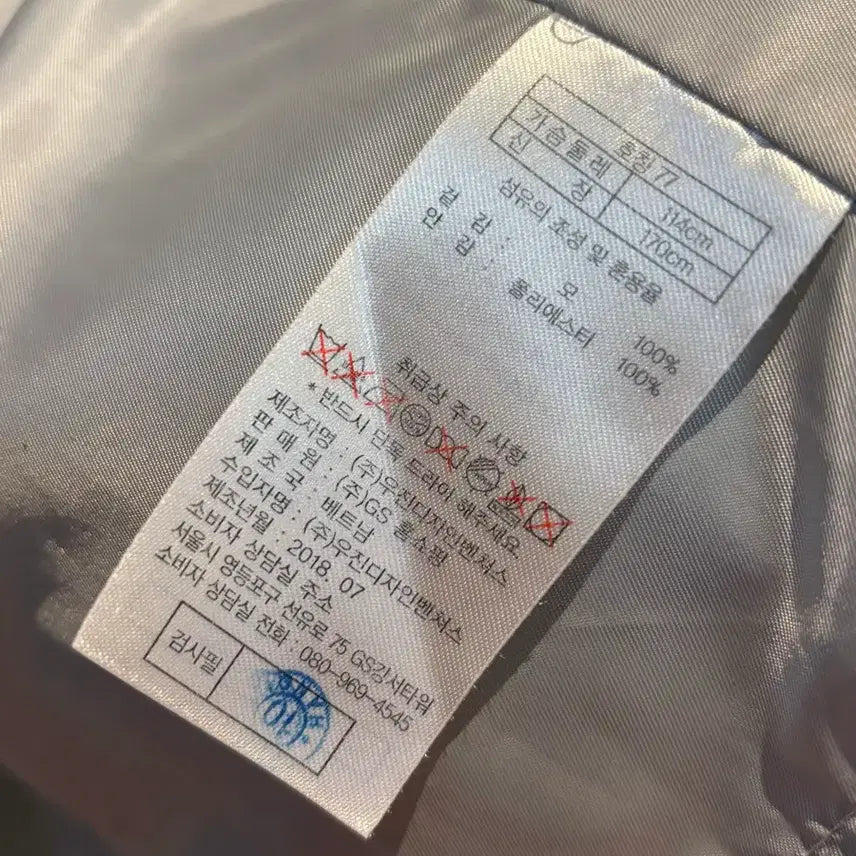 호칭 77
가슴둘레 114cm
신 장 170cm
섬유의 조성 및 혼용율
겉 감 : 모 100%
안 감 : 폴리에스터 100%
취급상 주의 사항
* 반드시 단독 드라이 해주세요
제조자명 : (주)우진디자인벤처스
판 매 원 : (주)GS 홈쇼핑
제 조 국 : 베트남
수입자명 : (주)우진디자인벤처스
제조년월 : 2018. 07
소비자 상담실 주소
서울시 영등포구 선유로 75 GS강서타워
소비자 상담실 전화 : 080-969-4545
검사필